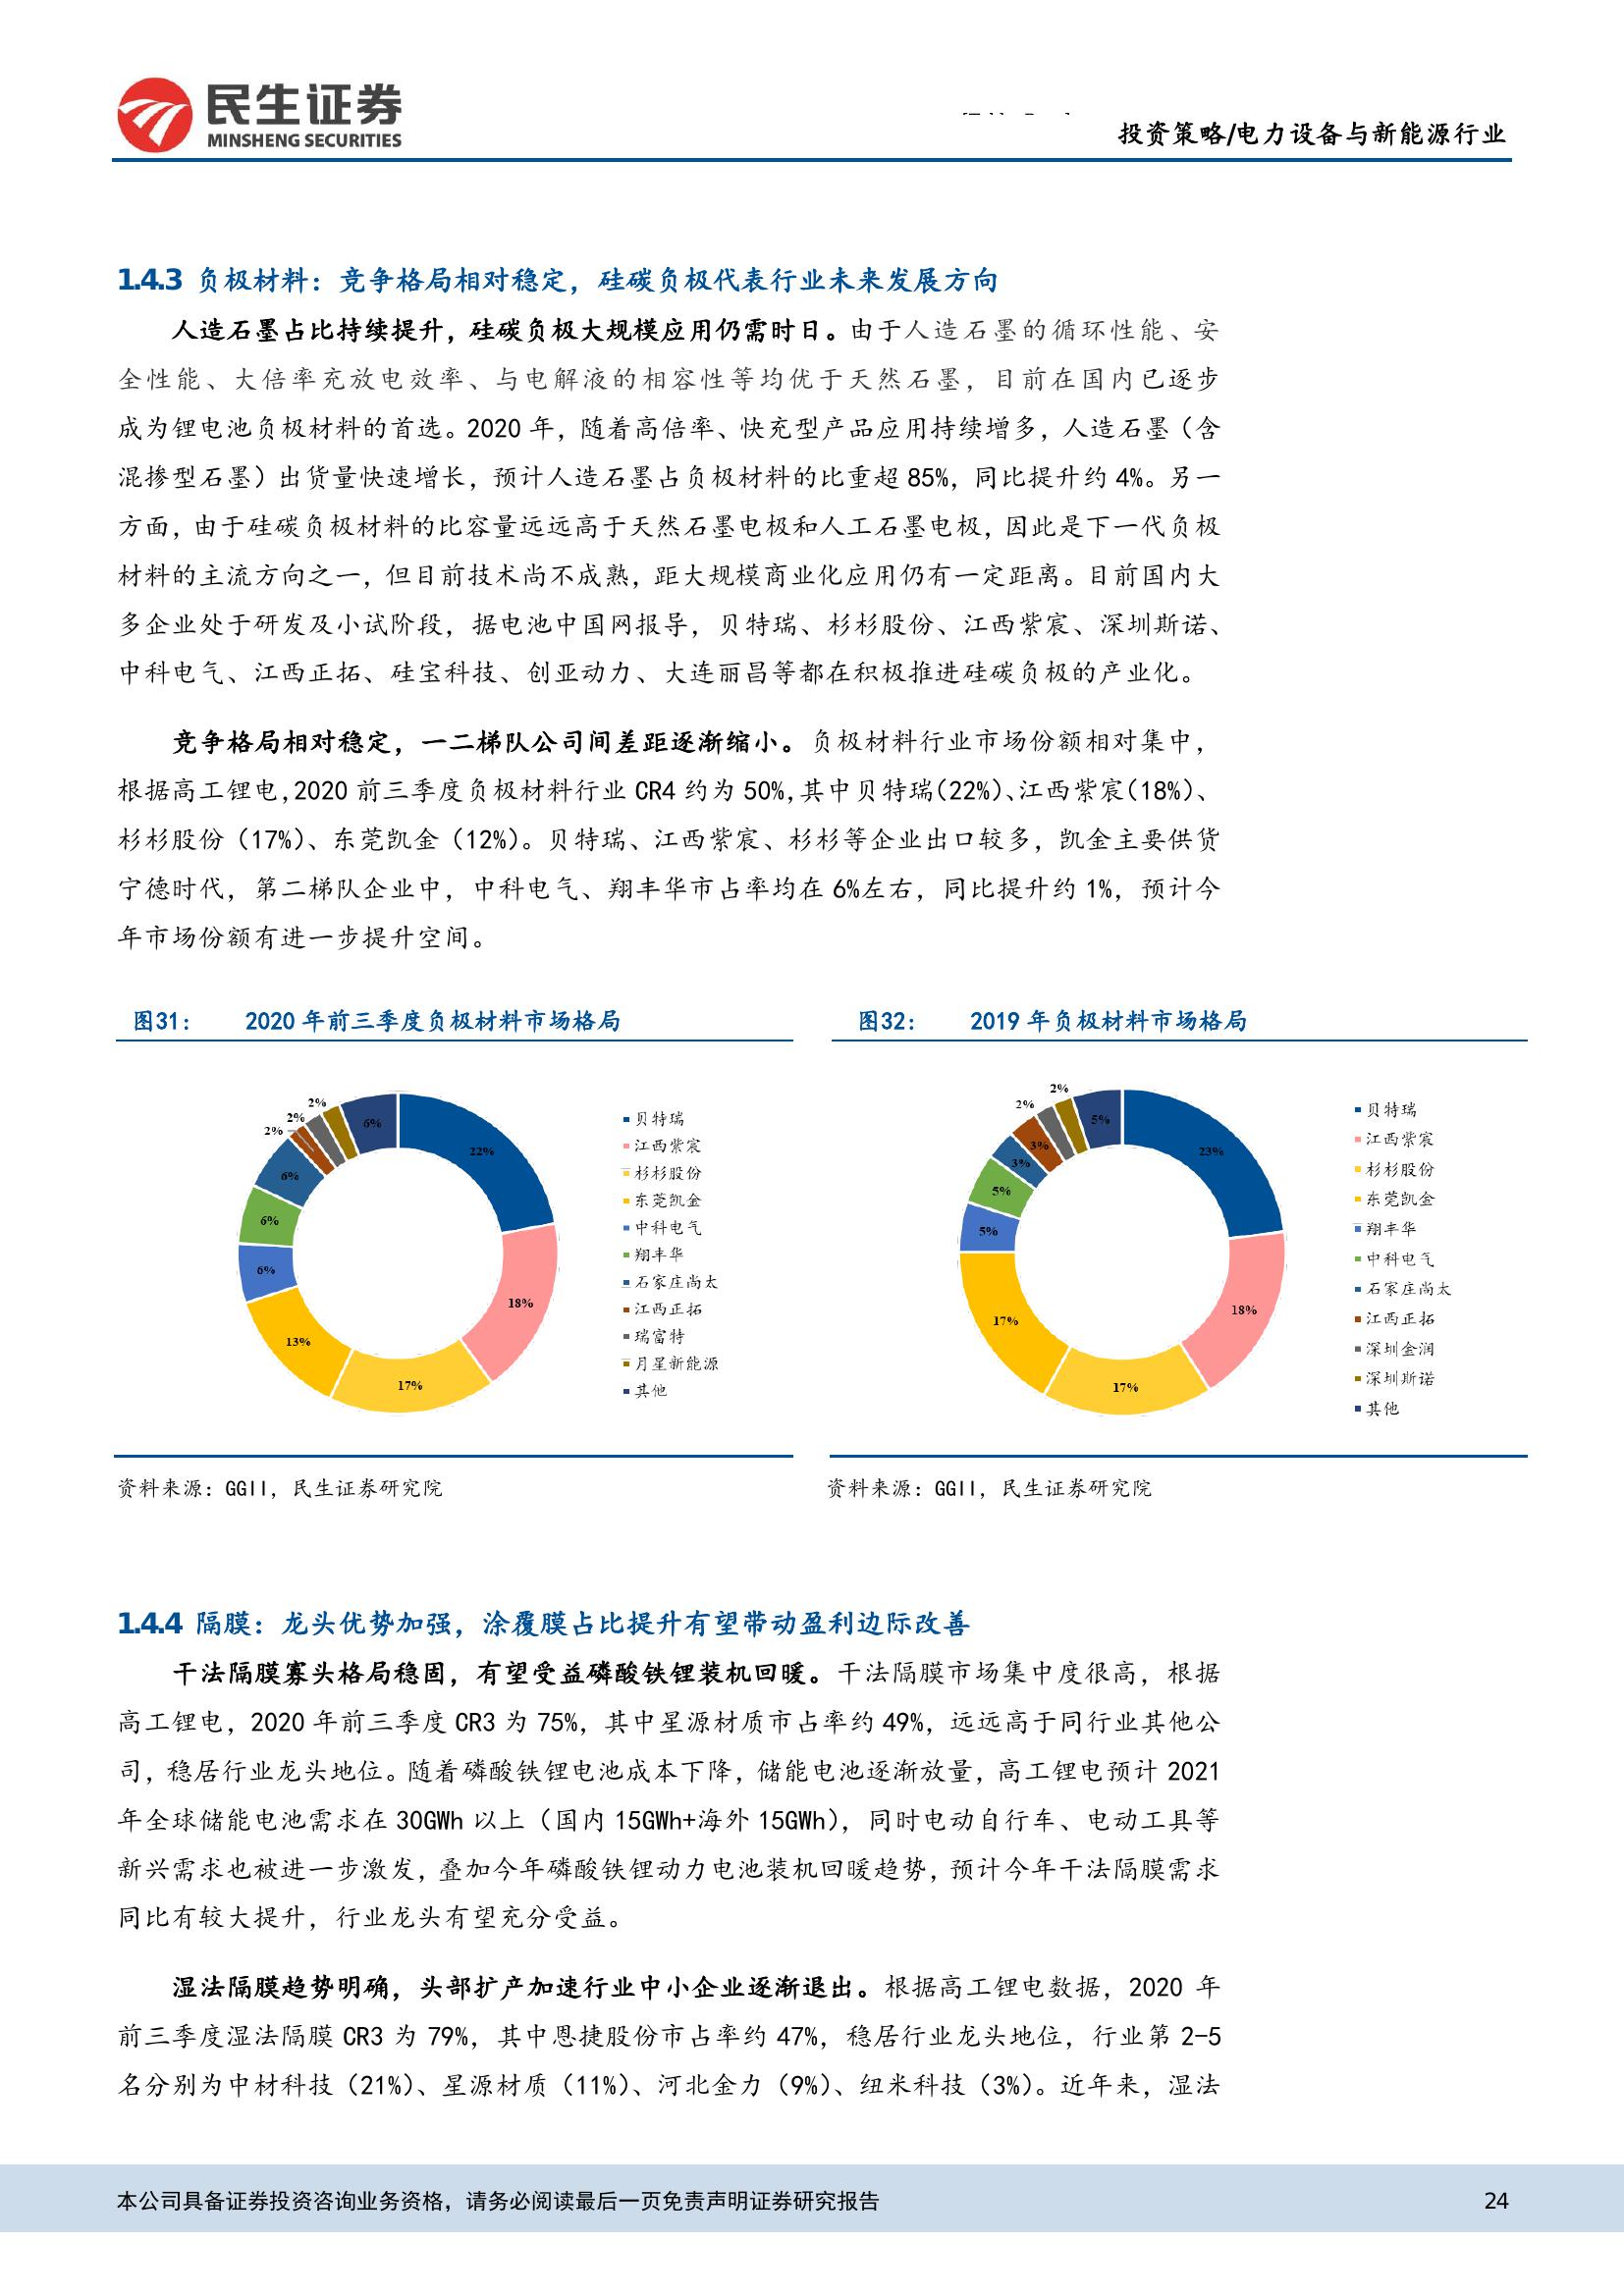 民生证券
MINSHENG SECURITIES
投资策略/电力设备与新能源行业
1.4.3 负极材料：竞争格局相对稳定，硅碳负极代表行业未来发展方向
人造石墨占比持续提升，硅碳负极大规模应用仍需时日。由于人造石墨的循环性能、安
全性能、大倍率充放电效率、与电解液的相容性等均优于天然石墨，目前在国内已逐步
成为锂电池负极材料的首选。2020 年，随着高倍率、快充型产品应用持续增多，人造石墨（含
混掺型石墨）出货量快速增长，预计人造石墨占负极材料的比重超 85%，同比提升约 4%。另一
方面，由于硅碳负极材料的比容量远远高于天然石墨电极和人工石墨电极，因此是下一代负极
材料的主流方向之一，但目前技术尚不成熟，距大规模商业化应用仍有一定距离。目前国内大
多企业处于研发及小试阶段，据电池中国网报导，贝特瑞、杉杉股份、江西紫宸、深圳斯诺、
中科电气、江西正拓、硅宝科技、创亚动力、大连丽昌等都在积极推进硅碳负极的产业化。
竞争格局相对稳定，一二梯队公司间差距逐渐缩小。负极材料行业市场份额相对集中，
根据高工锂电，2020 前三季度负极材料行业 CR4 约为 50%，其中贝特瑞（22%）、江西紫宸（18%）、
杉杉股份（17%）、东莞凯金（12%）。贝特瑞、江西紫宸、杉杉等企业出口较多，凯金主要供货
宁德时代，第二梯队企业中，中科电气、翔丰华市占率均在 6%左右，同比提升约 1%，预计今
年市场份额有进一步提升空间。
图31： 2020 年前三季度负极材料市场格局
22%
18%
17%
13%
6%
6%
6%
2%
2%
2%
6%
贝特瑞
江西紫宸
杉杉股份
东莞凯金
中科电气
翔丰华
石家庄尚太
江西正拓
瑞富特
月星新能源
其他
资料来源：GGII，民生证券研究院
图32： 2019 年负极材料市场格局
23%
18%
17%
17%
5%
5%
3%
3%
2%
2%
5%
贝特瑞
江西紫宸
杉杉股份
东莞凯金
翔丰华
中科电气
石家庄尚太
江西正拓
深圳金润
深圳斯诺
其他
资料来源：GGII，民生证券研究院
1.4.4 隔膜：龙头优势加强，涂覆膜占比提升有望带动盈利边际改善
干法隔膜寡头格局稳固，有望受益磷酸铁锂装机回暖。干法隔膜市场集中度很高，根据
高工锂电，2020 年前三季度 CR3 为 75%，其中星源材质市占率约 49%，远远高于同行业其他公
司，稳居行业龙头地位。随着磷酸铁锂电池成本下降，储能电池逐渐放量，高工锂电预计 2021
年全球储能电池需求在 30GWh 以上（国内 15GWh+海外 15GWh），同时电动自行车、电动工具等
新兴需求也被进一步激发，叠加今年磷酸铁锂动力电池装机回暖趋势，预计今年干法隔膜需求
同比有较大提升，行业龙头有望充分受益。
湿法隔膜趋势明确，头部扩产加速行业中小企业逐渐退出。根据高工锂电数据，2020 年
前三季度湿法隔膜 CR3 为 79%，其中恩捷股份市占率约 47%，稳居行业龙头地位，行业第 2-5
名分别为中材科技（21%）、星源材质（11%）、河北金力（9%）、纽米科技（3%）。近年来，湿法
本公司具备证券投资咨询业务资格，请务必阅读最后一页免责声明证券研究报告
24